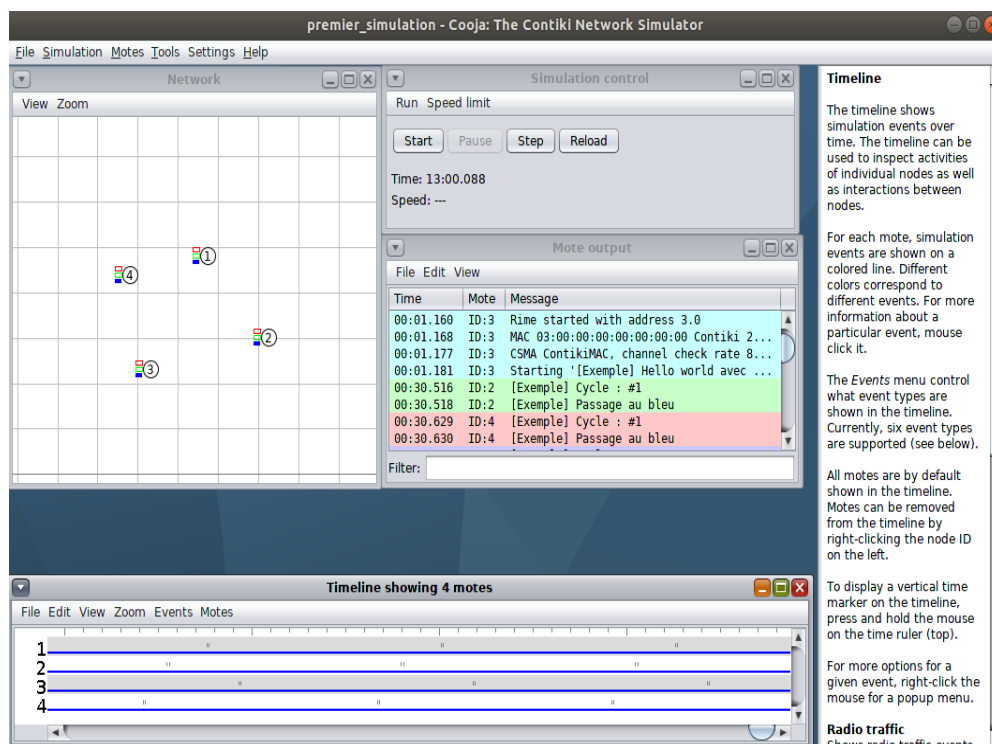 premier_simulation - Cooja: The Contiki Network Simulator
File Simulation Motes Tools Settings Help
Network
View Zoom
1
4
2
3
Simulation control
Run Speed limit
Start Pause Step Reload
Time: 13:00.088
Speed: ---
Mote output
File Edit View
Time Mote Message
00:01.160 ID:3 Rime started with address 3.0
00:01.168 ID:3 MAC 03:00:00:00:00:00:00:00 Contiki 2...
00:01.177 ID:3 CSMA ContikiMAC, channel check rate 8...
00:01.181 ID:3 Starting '[Exemple] Hello world avec ...
00:30.516 ID:2 [Exemple] Cycle : #1
00:30.518 ID:2 [Exemple] Passage au bleu
00:30.629 ID:4 [Exemple] Cycle : #1
00:30.630 ID:4 [Exemple] Passage au bleu
Filter:
Timeline showing 4 motes
File Edit View Zoom Events Motes
1
2
3
4
Timeline
The timeline shows
simulation events over
time. The timeline can be
used to inspect activities
of individual nodes as well
as interactions between
nodes.
For each mote, simulation
events are shown on a
colored line. Different
colors correspond to
different events. For more
information about a
particular event, mouse
click it.
The Events menu control
what event types are
shown in the timeline.
Currently, six event types
are supported (see below).
All motes are by default
shown in the timeline.
Motes can be removed
from the timeline by
right-clicking the node ID
on the left.
To display a vertical time
marker on the timeline,
press and hold the mouse
on the time ruler (top).
For more options for a
given event, right-click the
mouse for a popup menu.
Radio traffic
Shows radio traffic events